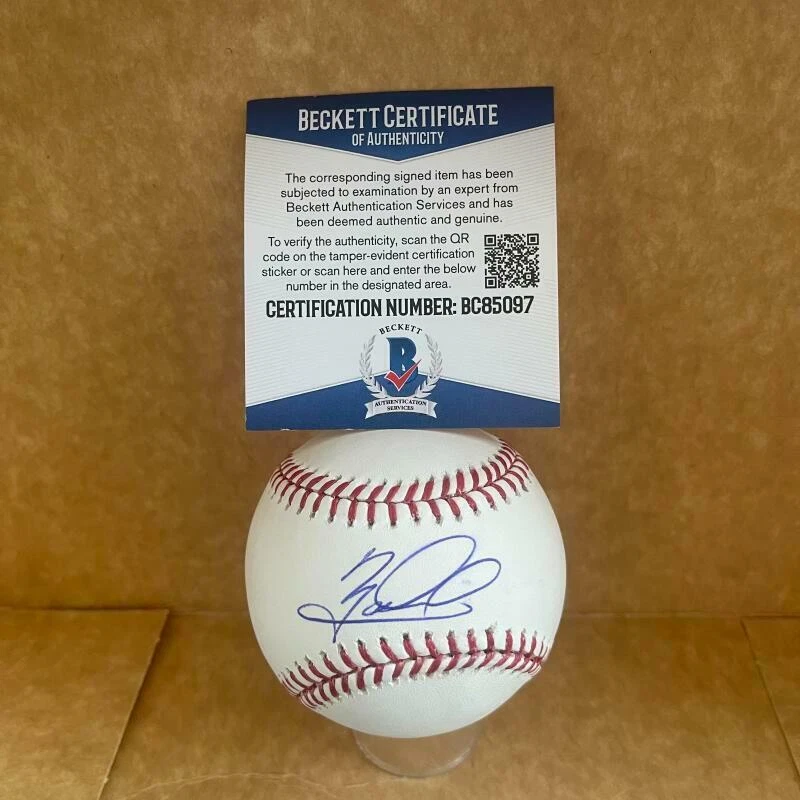 BECKETT CERTIFICATE
OF AUTHENTICITY
The corresponding signed item has been
subjected to examination by an expert from
Beckett Authentication Services and has
been deemed authentic and genuine.
To verify the authenticity, scan the QR
code on the tamper-evident certification
sticker or scan here and enter the below
number in the designated area.
CERTIFICATION NUMBER: BC85097
BECKETT
B
AUTHENTICATION
SERVICES